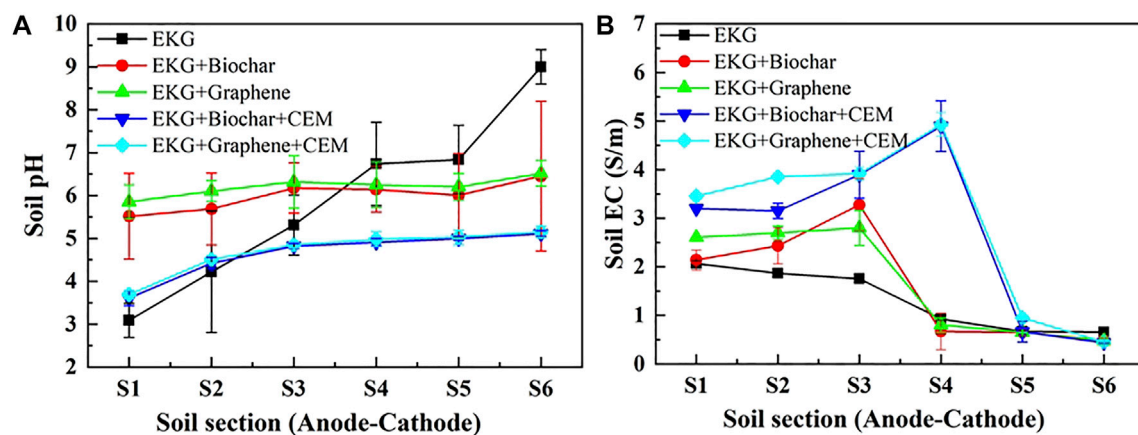 A
EKG
EKG+Biochar
EKG+Graphene
EKG+Biochar+CEM
EKG+Graphene+CEM
10
9
8
7
6
5
4
3
2
Soil pH
S1 S2 S3 S4 S5 S6
Soil section (Anode-Cathode)
B
EKG
EKG+Biochar
EKG+Graphene
EKG+Biochar+CEM
EKG+Graphene+CEM
7
6
5
4
3
2
1
0
Soil EC (S/m)
S1 S2 S3 S4 S5 S6
Soil section (Anode-Cathode)